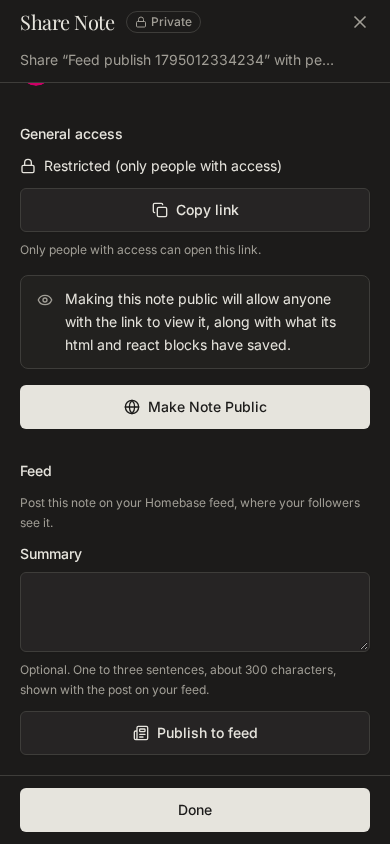 Share Note
Private
Share “Feed publish 1795012334234” with pe...
General access
Restricted (only people with access)
Copy link
Only people with access can open this link.
Making this note public will allow anyone
with the link to view it, along with what its
html and react blocks have saved.
Make Note Public
Feed
Post this note on your Homebase feed, where your followers
see it.
Summary
Optional. One to three sentences, about 300 characters,
shown with the post on your feed.
Publish to feed
Done